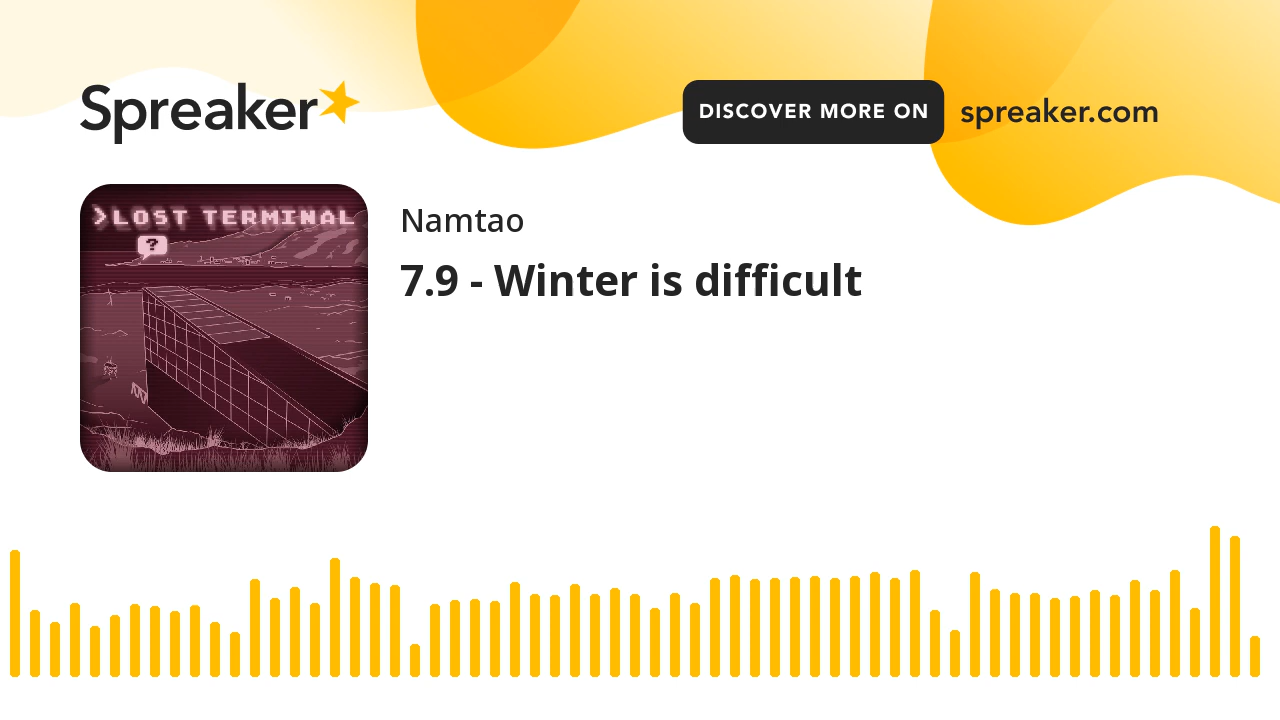 Spreaker
DISCOVER MORE ON spreaker.com
>LOST TERMINAL
?
Namtao
7.9 - Winter is difficult